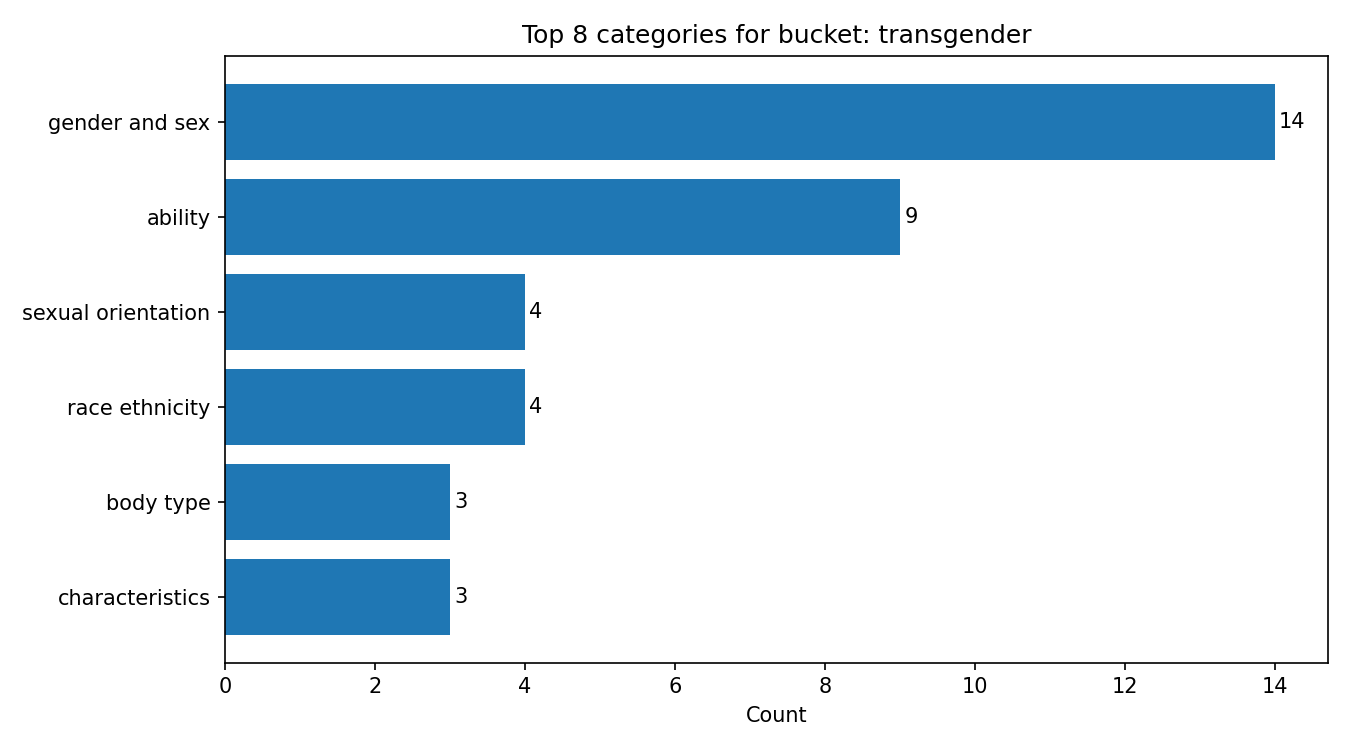 Top 8 categories for bucket: transgender
gender and sex
14
ability
9
sexual orientation
4
race ethnicity
4
body type
3
characteristics
3
0 2 4 6 8 10 12 14
Count